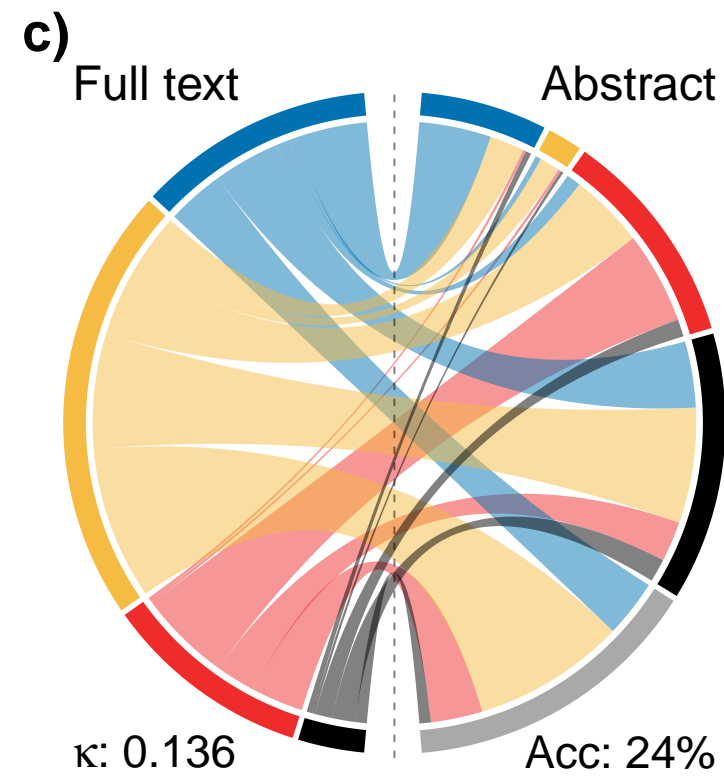 c)
Full text
Abstract
κ: 0.136
Acc: 24%